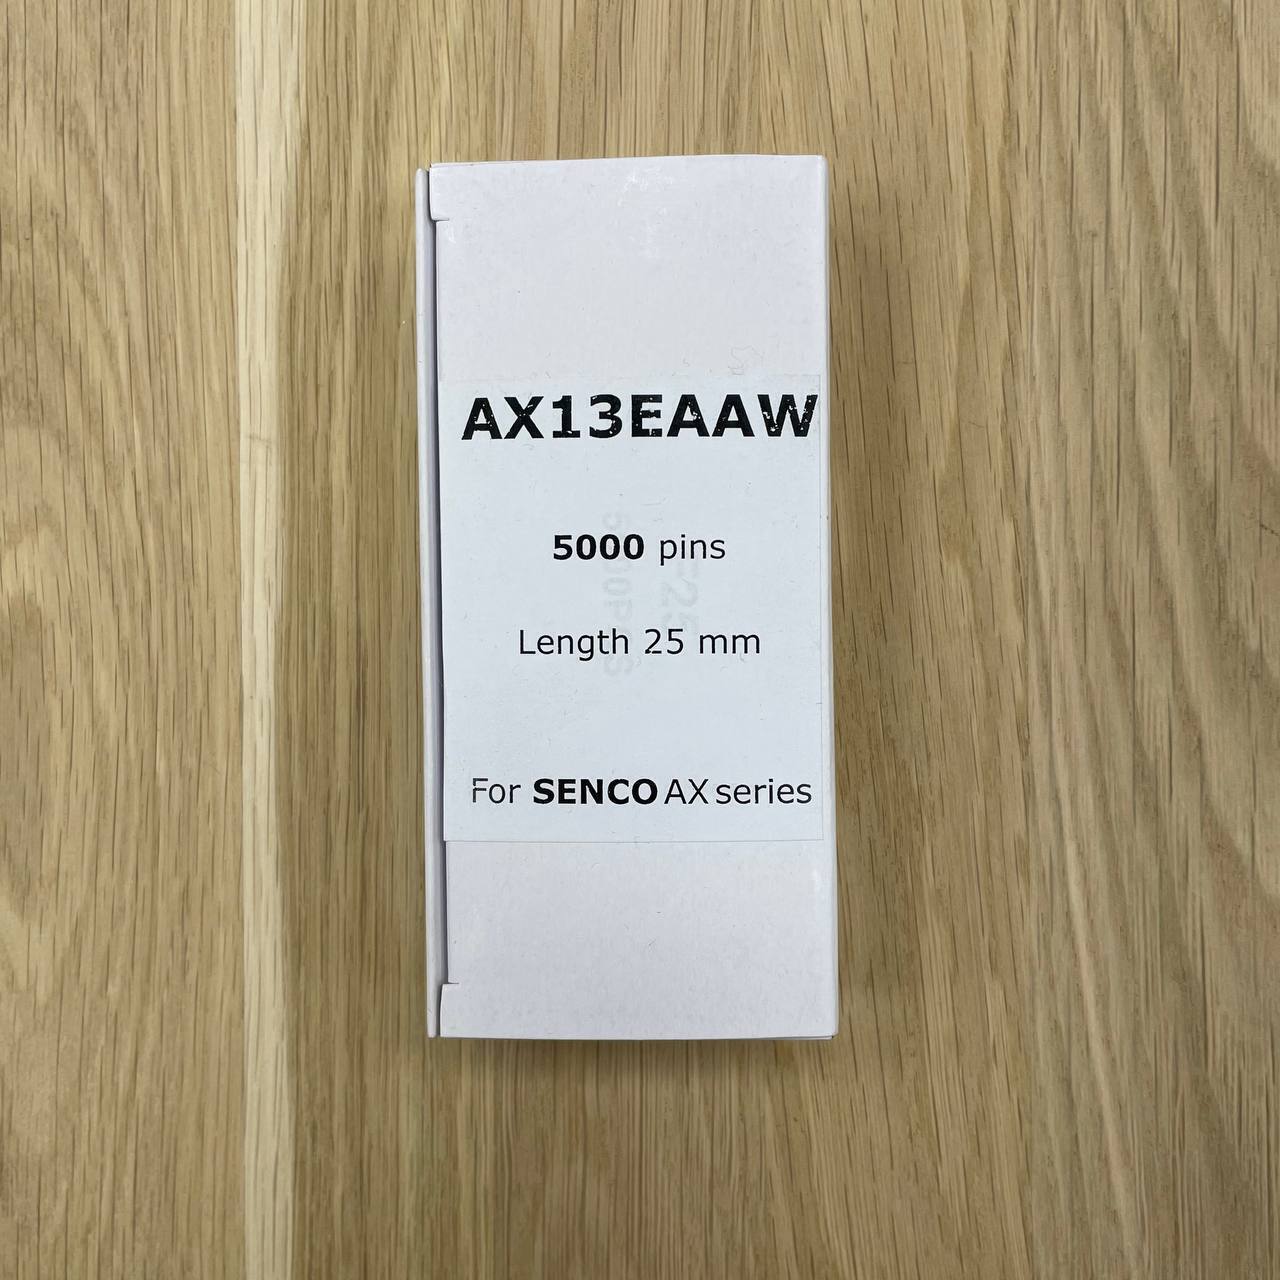 AX13EAAW
5000 pins
Length 25 mm
For SENCO AX series